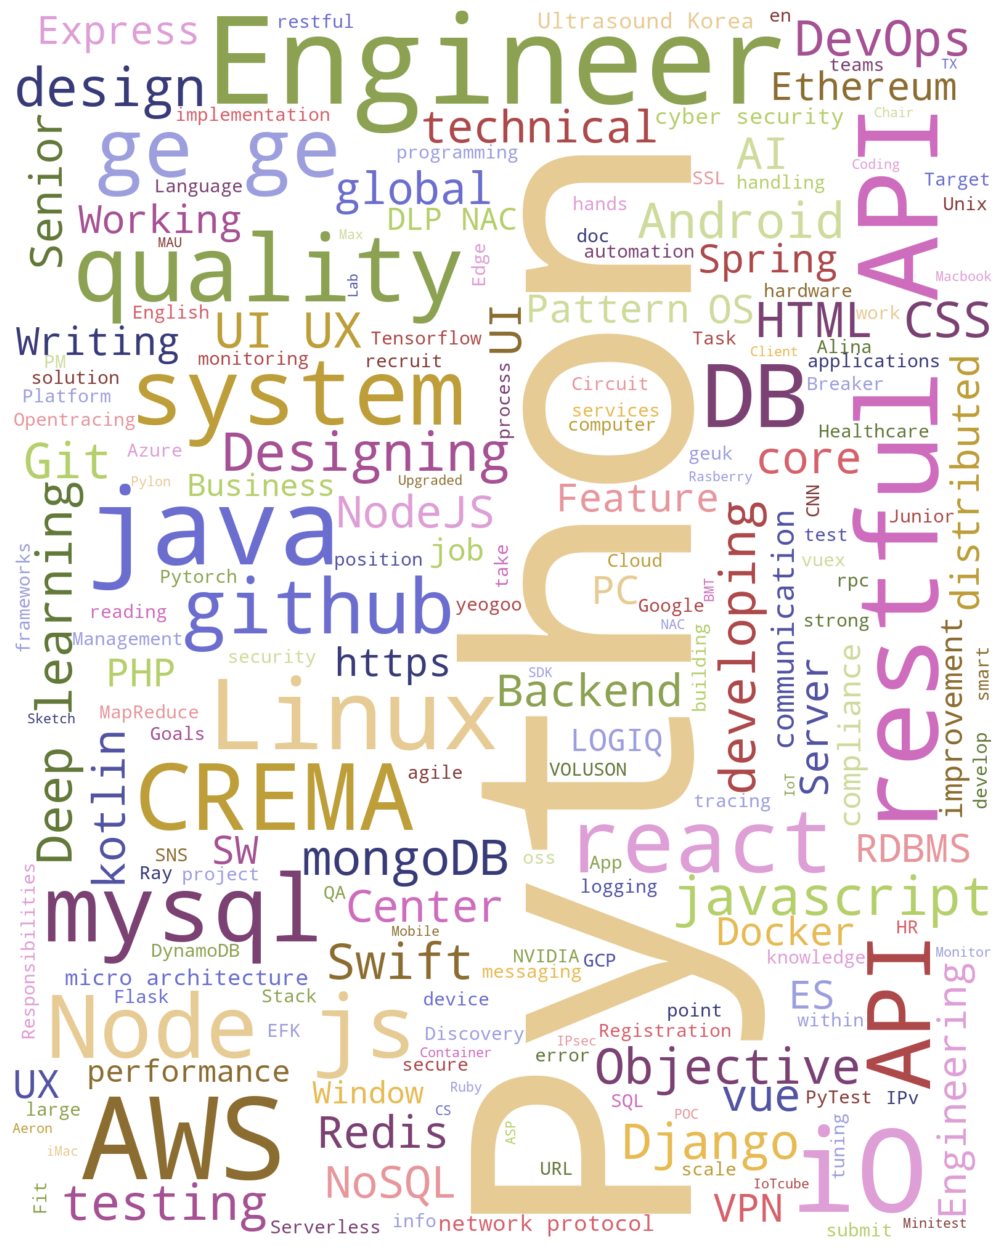 Express
restful
Engineer
Ultrasound Korea
en
DevOps
teams
TX
design
Ethereum
implementation
technical
cyber security
Chair
Senior
ge ge
programming
AI
Coding
API
Language
global
SSL
handling
Target
Working
DLP NAC
hands
Android
Unix
MAU
Max
doc
automation
Spring
quality
Lab
Edge
Macbook
hardware
English
UI UX
Pattern OS
HTML
work
CSS
Writing
Tensorflow
UI
Task
Alina
PM
monitoring
recruit
Client
applications
solution
system
process
Circuit
DB
Breaker
Platform
services
Opentracing
computer
Healthcare
distributed
Designing
Git
Azure
geuk
core
Pylon
Business
Upgraded
Rasberry
java
NodeJS
Feature
CNN
Junior
restful
position
job
test
Deep learning
Pytorch
take
Cloud
developing
communication
vuex
frameworks
github
PC
rpc
reading
yeogoo
Google
BMT
strong
Management
NAC
security
https
building
PHP
SDK
smart
Linux
Backend
Server
compliance
improvement
Sketch
MapReduce
Goals
LOGIQ
kotlin
CREMA
agile
VOLUSON
IoT
develop
tracing
Python
react
SNS
SW
mongoDB
oss
App
RDBMS
Ray
project
logging
javascript
mysql
QA
Center
Responsibilities
Mobile
Docker
HR
DynamoDB
Swift
NVIDIA
GCP
knowledge
Monitor
micro architecture
messaging
API
Flask
Stack
device
ES
Node js
EFK
Discovery
point
within
Engineering
IPsec
Registration
Container
error
UX
performance
secure
Objective
Window
Ruby
vue
PyTest
IPv
large
CS
SQL
POC
Aeron
AWS
Redis
ASP
Django
tuning
io
iMac
URL
scale
Fit
NoSQL
IoTcube
testing
VPN
Serverless
info
network protocol
submit
Minitest